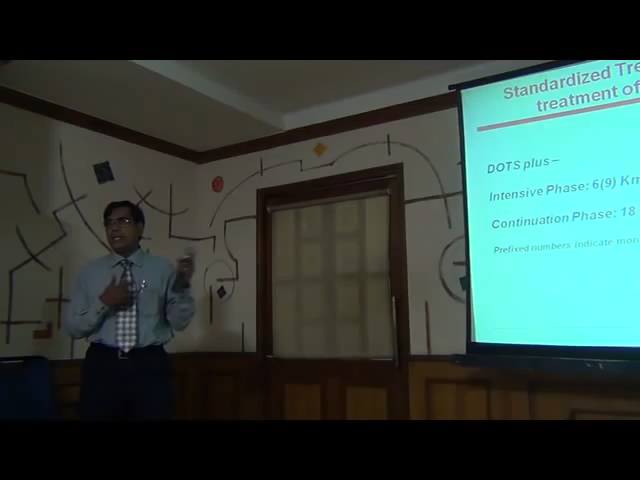 Standardized Tre
treatment of
DOTS plus –
Intensive Phase: 6(9) Km
Continuation Phase: 18
Prefixed numbers indicate mon